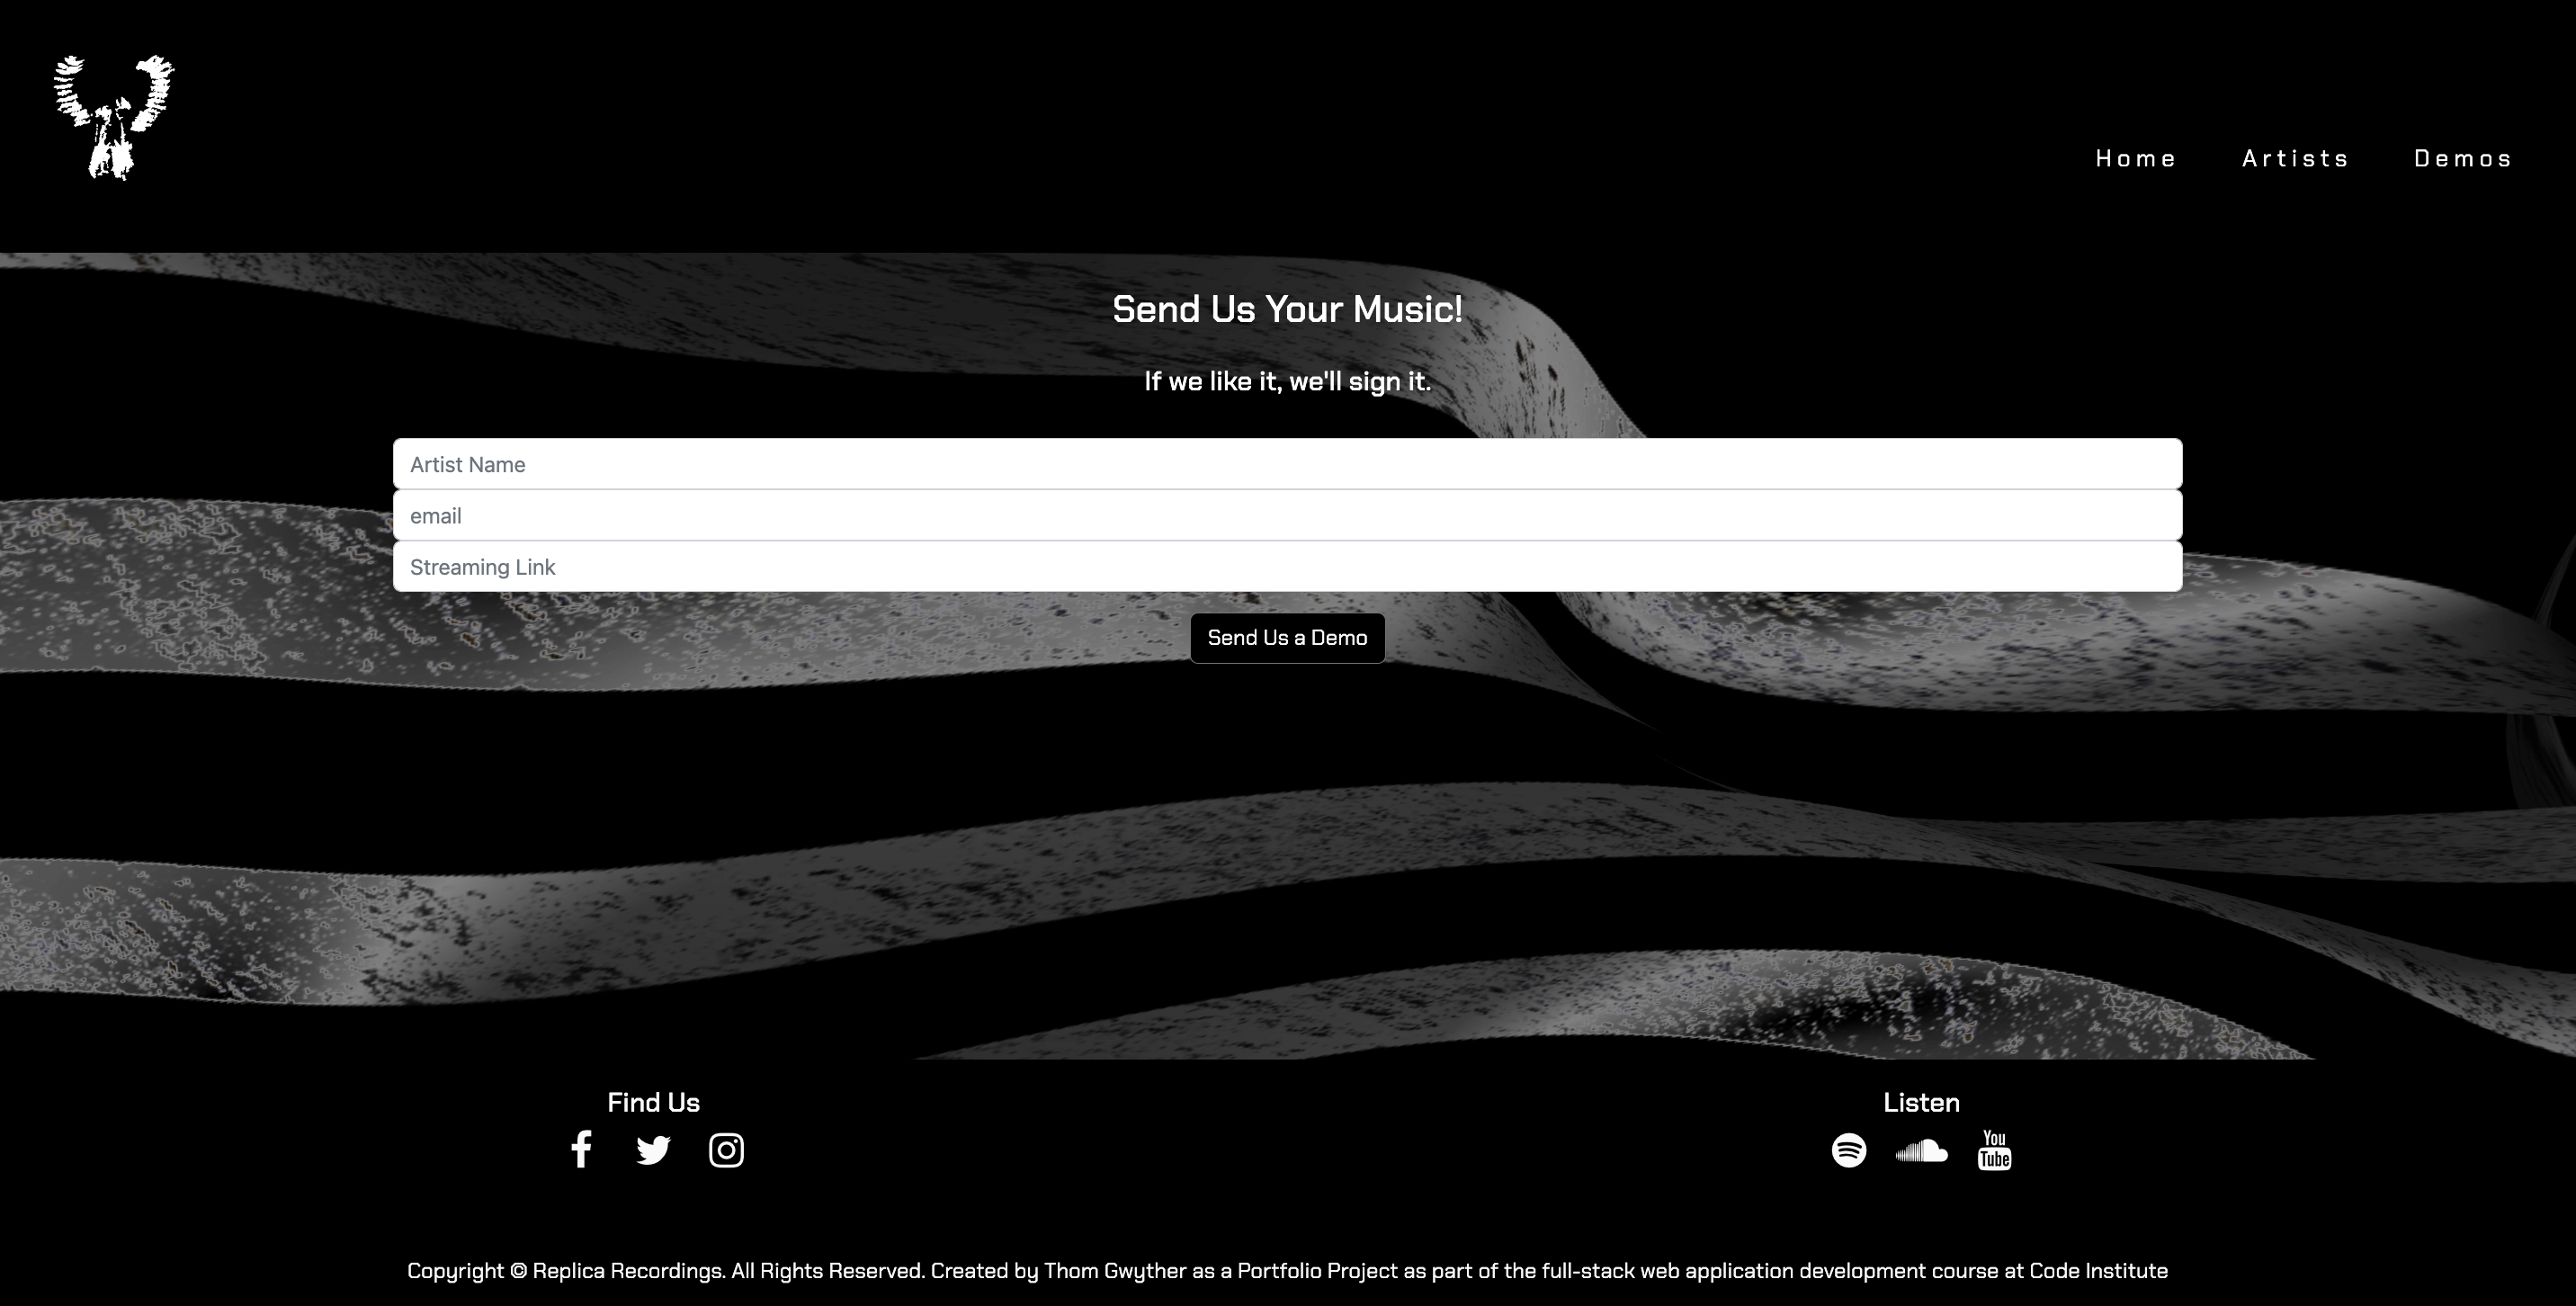 Home Artists Demos
Send Us Your Music!
If we like it, we'll sign it.
Artist Name
email
Streaming Link
Send Us a Demo
Find Us
Listen
You
Tube
Copyright © Replica Recordings. All Rights Reserved. Created by Thom Gwyther as a Portfolio Project as part of the full-stack web application development course at Code Institute